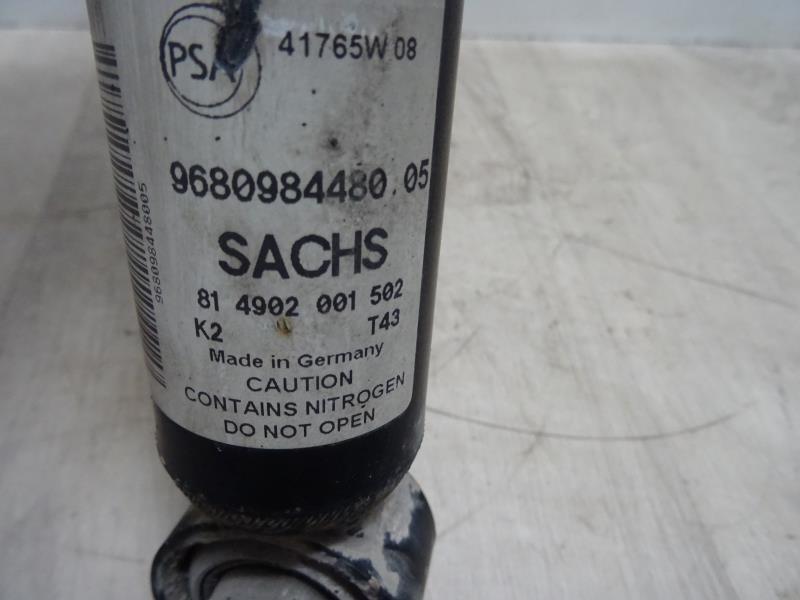 PSA
41765W 08
9680984480.05
SACHS
81 4902 001 502
K2 T43
Made in Germany
CAUTION
CONTAINS NITROGEN
DO NOT OPEN
968098448005